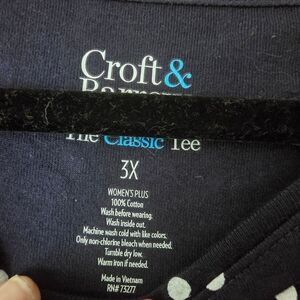 Croft&
The Classic Tee
3X
WOMEN'S PLUS
100% Cotton
Wash before wearing.
Wash inside out.
Machine wash cold with like colors.
Only non-chlorine bleach when needed.
Tumble dry low.
Warm iron if needed.
Made in Vietnam
RN# 73277